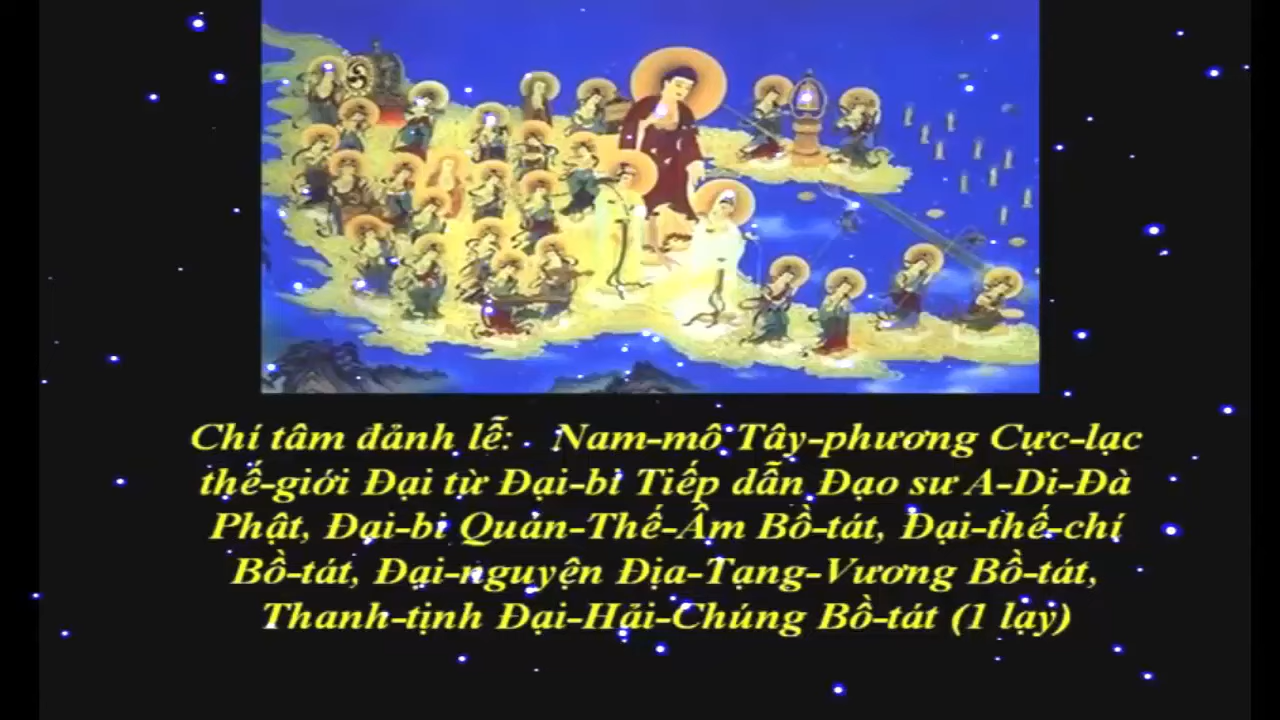 Chí tâm đảnh lễ: Nam-mô Tây-phương Cực-lạc
thế-giới Đại từ Đại-bi Tiếp dẫn Đạo sư A-Di-Đà
Phật, Đại-bi Quán-Thế-Âm Bồ-tát, Đại-thế-chí
Bồ-tát, Đại-nguyện Địa-Tạng-Vương Bồ-tát,
Thanh-tịnh Đại-Hải-Chúng Bồ-tát (1 lạy)